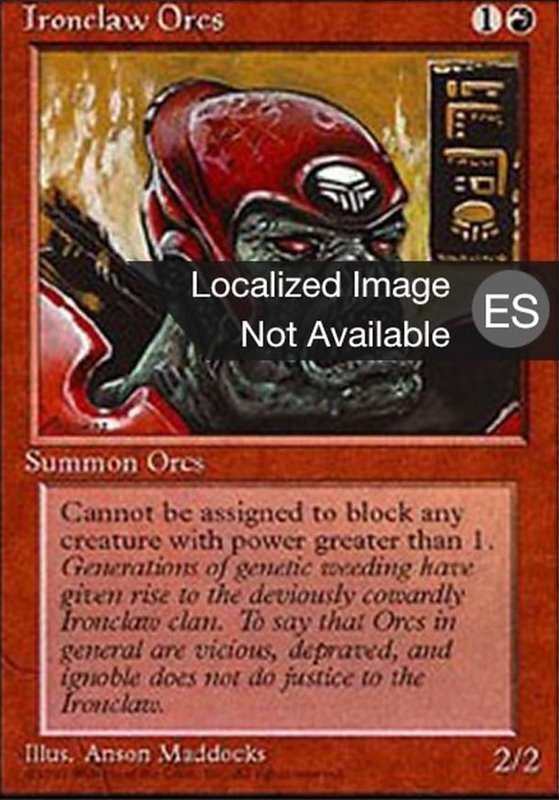 Ironclaw Orcs
1
Localized Image
Not Available
ES
Summon Orcs
Cannot be assigned to block any
creature with power greater than 1.
Generations of genetic weeding have
given rise to the deviously cowardly
Ironclaw clan. To say that Orcs in
general are vicious, depraved, and
ignoble does not do justice to the
Ironclaw.
Illus. Anson Maddocks
2/2